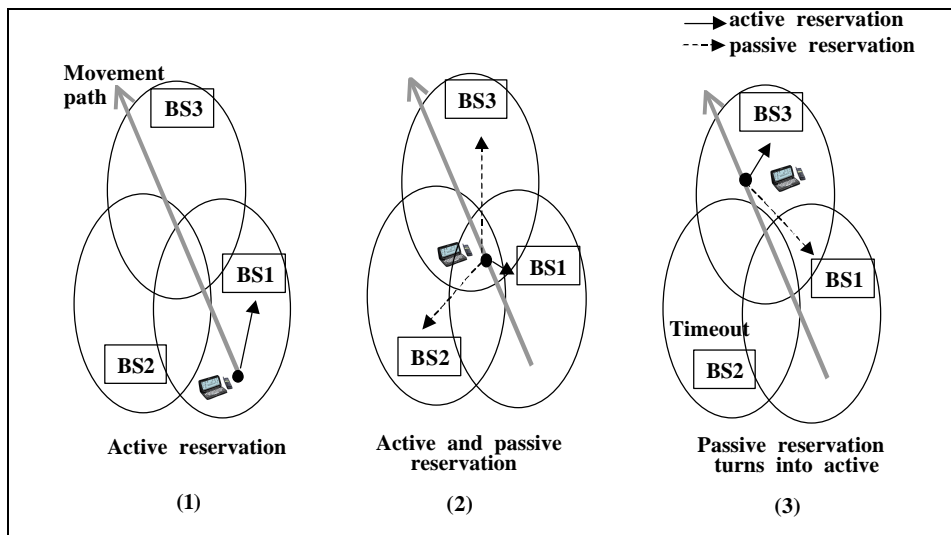 active reservation
passive reservation
Movement
path
BS3
BS1
BS2
Active reservation
(1)
BS3
BS1
BS2
Active and passive
reservation
(2)
BS3
BS1
Timeout
BS2
Passive reservation
turns into active
(3)